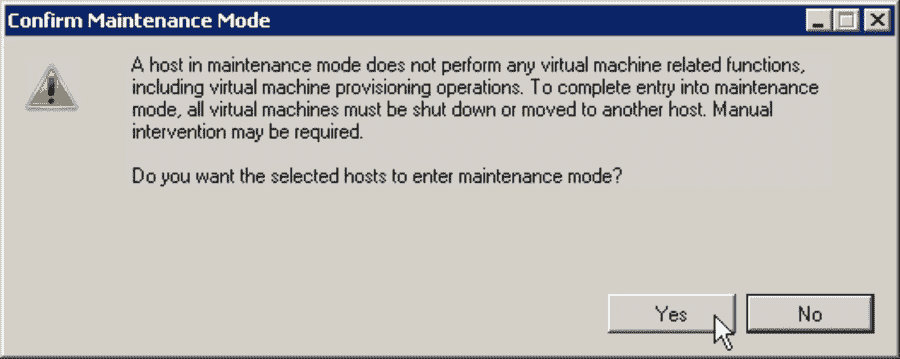 Confirm Maintenance Mode
A host in maintenance mode does not perform any virtual machine related functions,
including virtual machine provisioning operations. To complete entry into maintenance
mode, all virtual machines must be shut down or moved to another host. Manual
intervention may be required.
Do you want the selected hosts to enter maintenance mode?
Yes
No